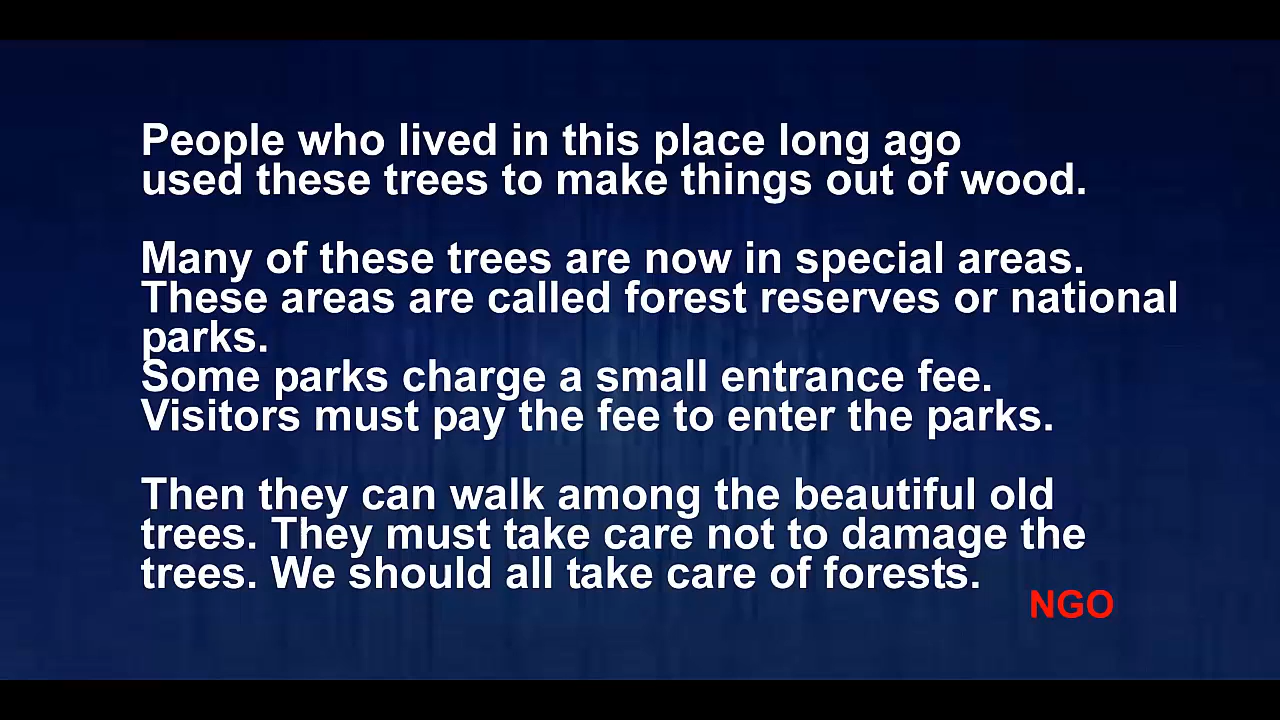 People who lived in this place long ago
used these trees to make things out of wood.
Many of these trees are now in special areas.
These areas are called forest reserves or national
parks.
Some parks charge a small entrance fee.
Visitors must pay the fee to enter the parks.
Then they can walk among the beautiful old
trees. They must take care not to damage the
trees. We should all take care of forests.
NGO